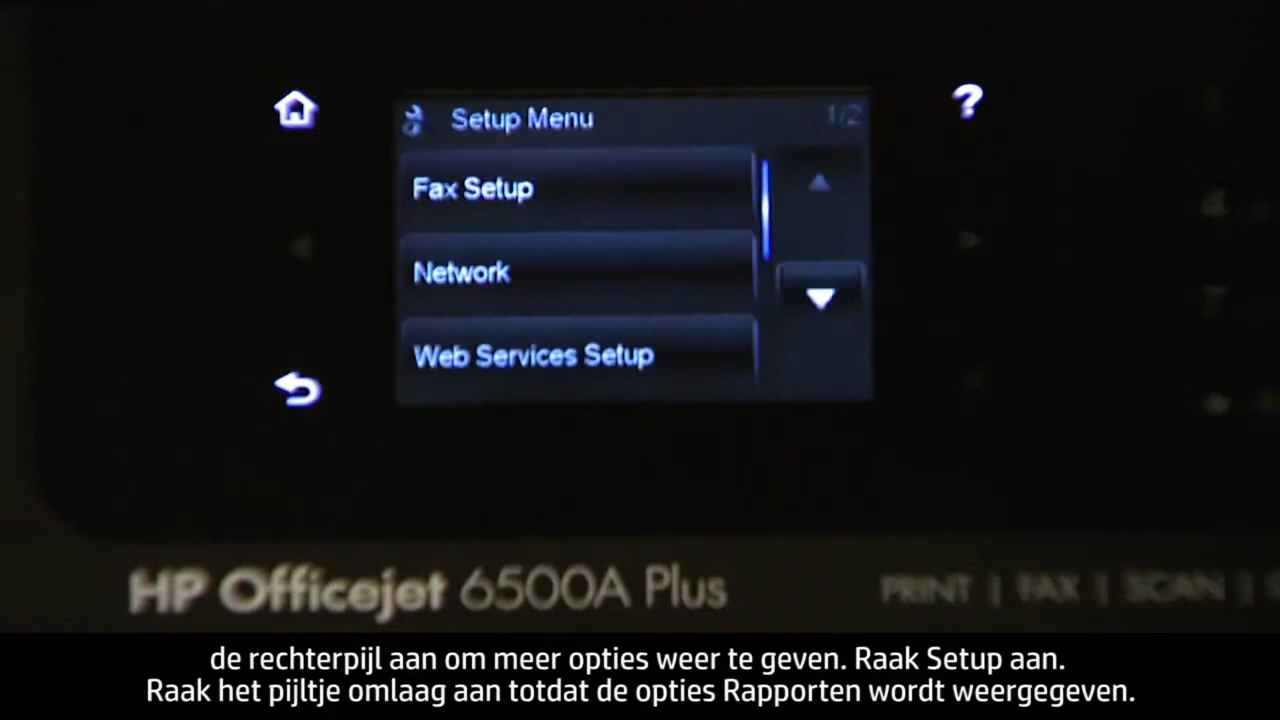 Setup Menu 1/2
Fax Setup
Network
Web Services Setup
HP Officejet 6500A Plus PRINT | FAX | SCAN |
de rechterpijl aan om meer opties weer te geven. Raak Setup aan.
Raak het pijltje omlaag aan totdat de opties Rapporten wordt weergegeven.